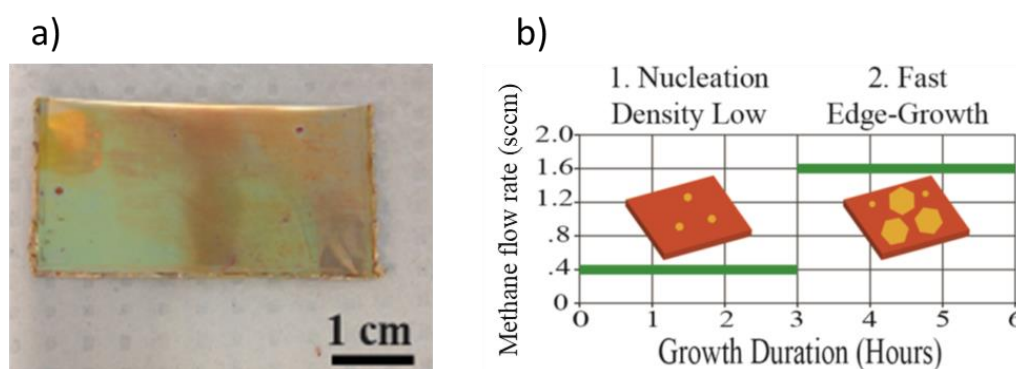 a)
b)
1 cm
1. Nucleation
Density Low
2. Fast
Edge-Growth
Methane flow rate (sccm)
2.0
1.6
1.2
.8
.4
0
0 1 2 3 4 5 6
Growth Duration (Hours)